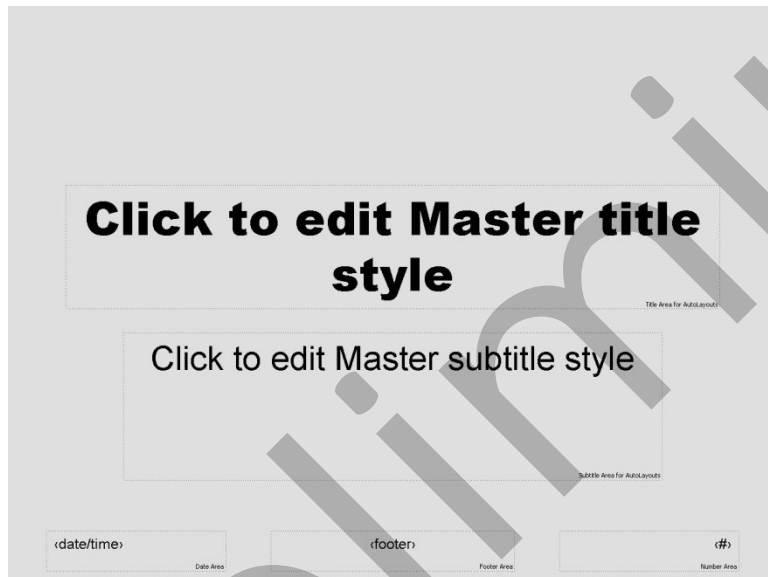 Click to edit Master title
style
Title Area for AutoLayouts
Click to edit Master subtitle style
Subtitle Area for AutoLayouts
‹date/time›
Date Area
‹footer›
Footer Area
‹#›
Number Area